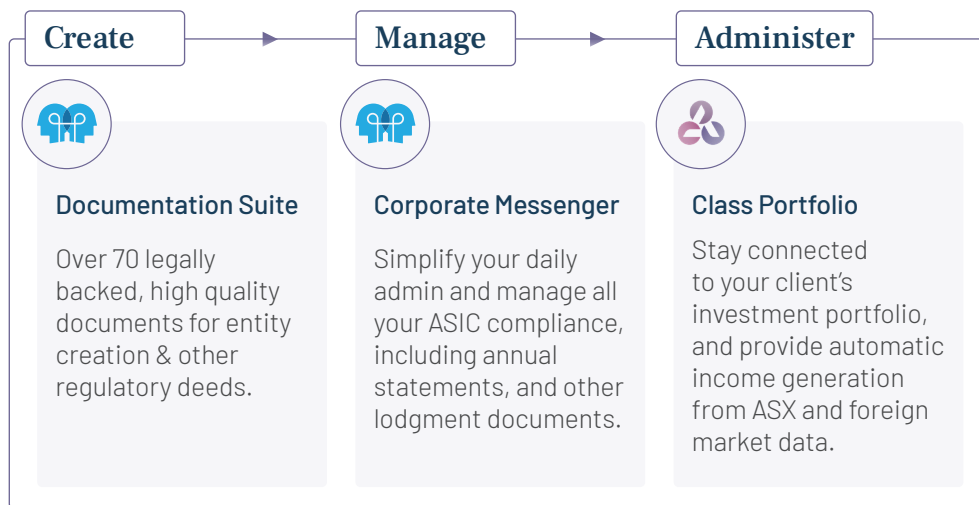 Create
Manage
Administer
Documentation Suite
Over 70 legally
backed, high quality
documents for entity
creation & other
regulatory deeds.
Corporate Messenger
Simplify your daily
admin and manage all
your ASIC compliance,
including annual
statements, and other
lodgment documents.
Class Portfolio
Stay connected
to your client’s
investment portfolio,
and provide automatic
income generation
from ASX and foreign
market data.